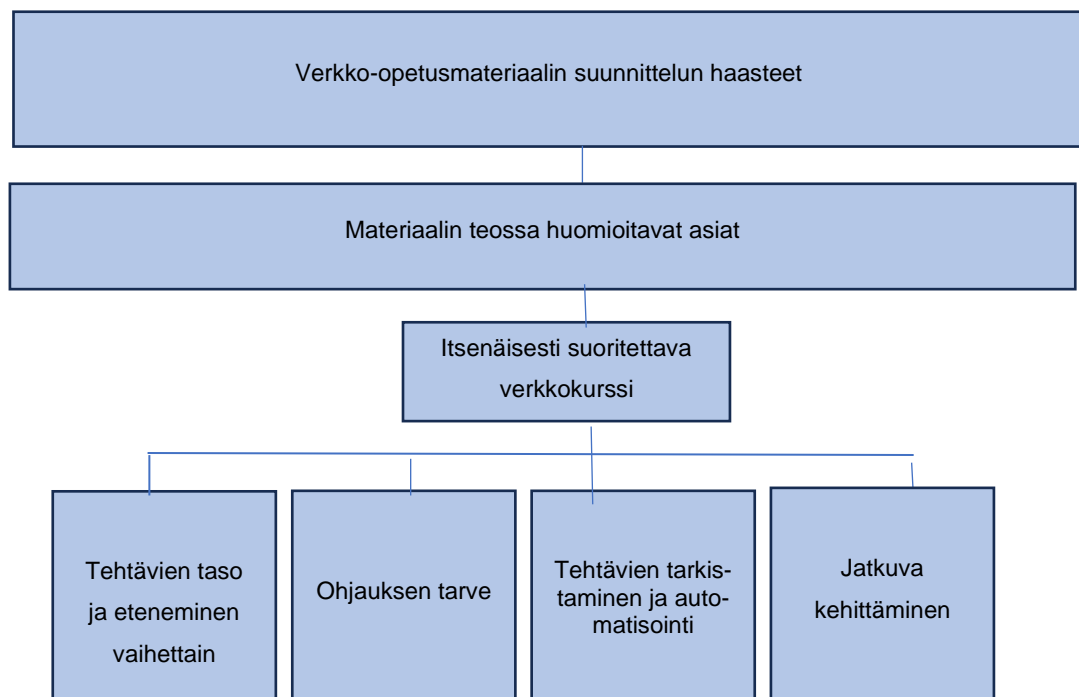 Verkko-opetusmateriaalin suunnittelun haasteet
Materiaalin teossa huomioitavat asiat
Itsenäisesti suoritettava
verkkokurssi
Tehtävien taso
ja eteneminen
vaihettain
Ohjauksen tarve
Tehtävien tarkis-
taminen ja auto-
matisointi
Jatkuva
kehittäminen